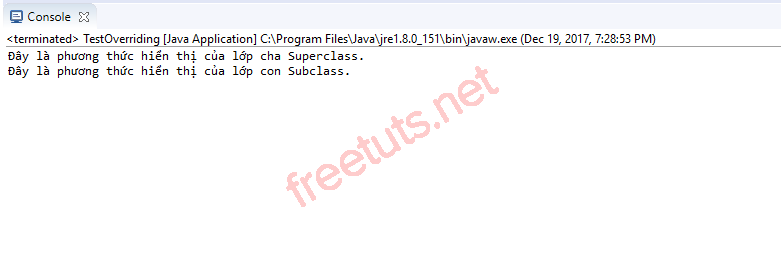 Console
<terminated> TestOverriding [Java Application] C:\Program Files\Java\jre1.8.0_151\bin\javaw.exe (Dec 19, 2017, 7:28:53 PM)
Đây là phương thức hiển thị của lớp cha Superclass.
Đây là phương thức hiển thị của lớp con Subclass.
freetuts.net